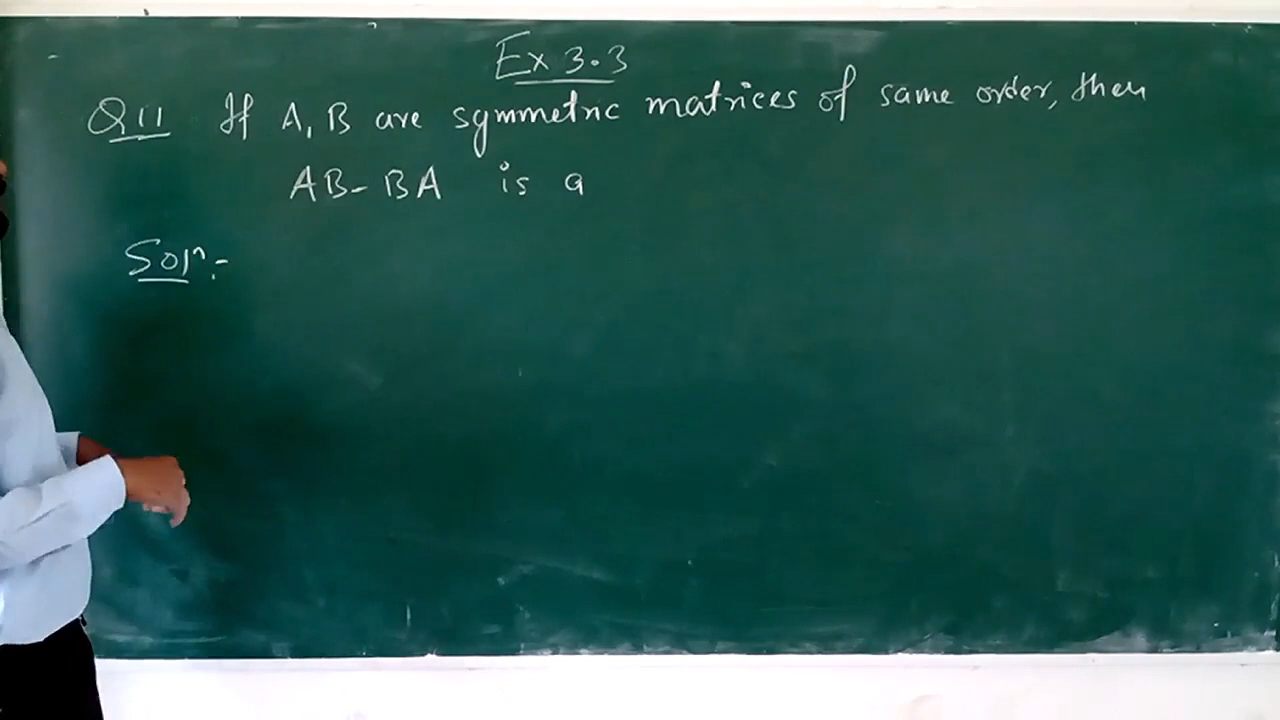 Ex 3.3
Q11 If A, B are symmetric matrices of same order, then
AB - BA is a
Solⁿ:-